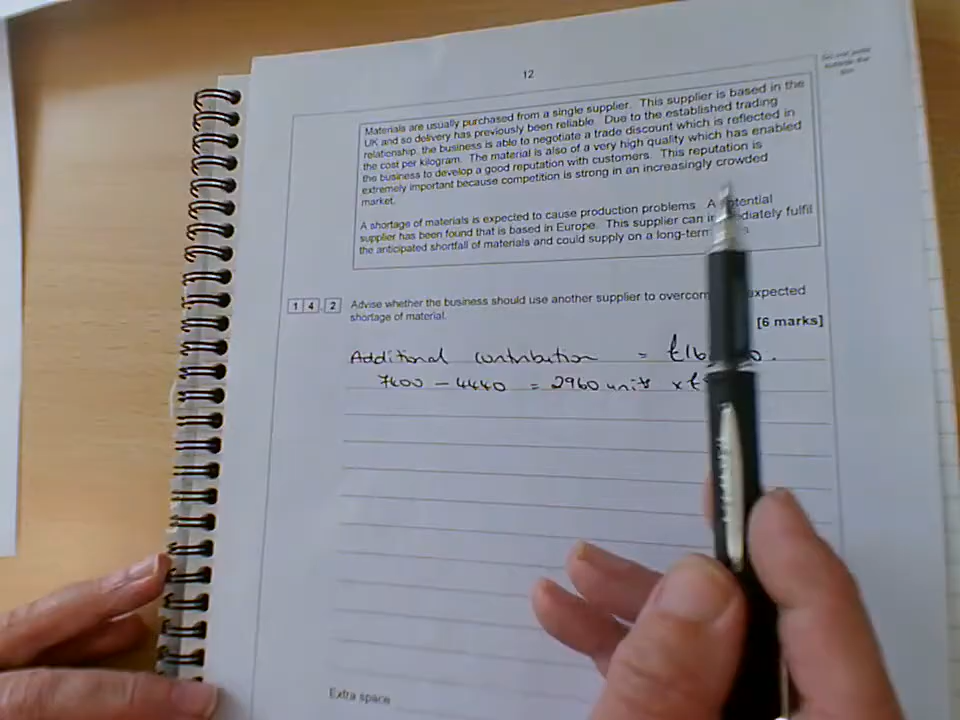 12
Materials are usually purchased from a single supplier. This supplier is based in the
UK and so delivery has previously been reliable. Due to the established trading
relationship, the business is able to negotiate a trade discount which is reflected in
the cost per kilogram. The material is also of a very high quality which has enabled
the business to develop a good reputation with customers. This reputation is
extremely important because competition is strong in an increasingly crowded
market.
A shortage of materials is expected to cause production problems. A potential
supplier has been found that is based in Europe. This supplier can immediately fulfil
the anticipated shortfall of materials and could supply on a long-term
1 4 . 2 Advise whether the business should use another supplier to overcome expected
shortage of material.
[6 marks]
Additional contribution = £16
7400 - 4440 = 2960 units x £
Extra space